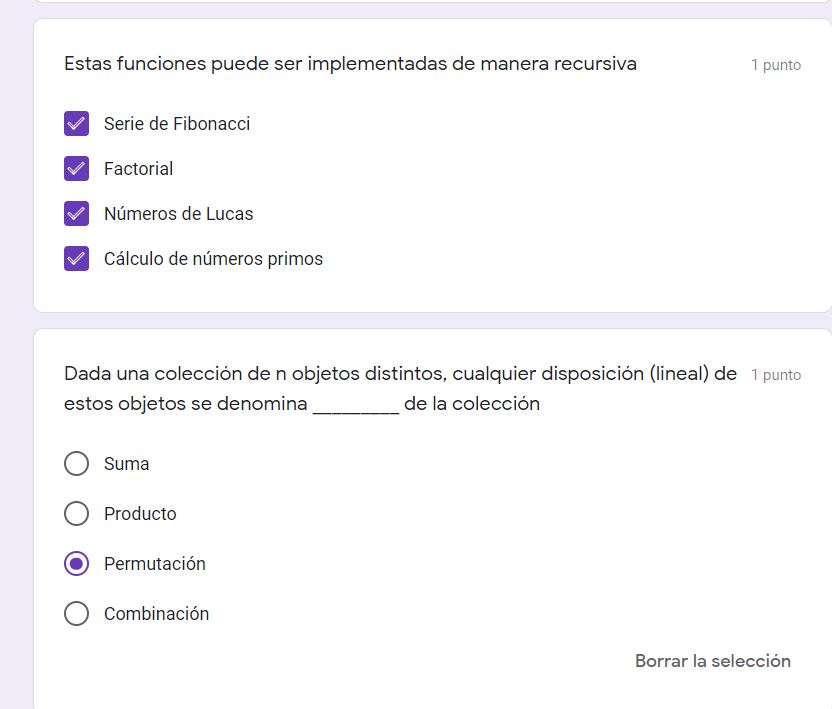 Estas funciones puede ser implementadas de manera recursiva
1 punto
Serie de Fibonacci
Factorial
Números de Lucas
Cálculo de números primos
Dada una colección de n objetos distintos, cualquier disposición (lineal) de
1 punto
estos objetos se denomina _________ de la colección
Suma
Producto
Permutación
Combinación
Borrar la selección